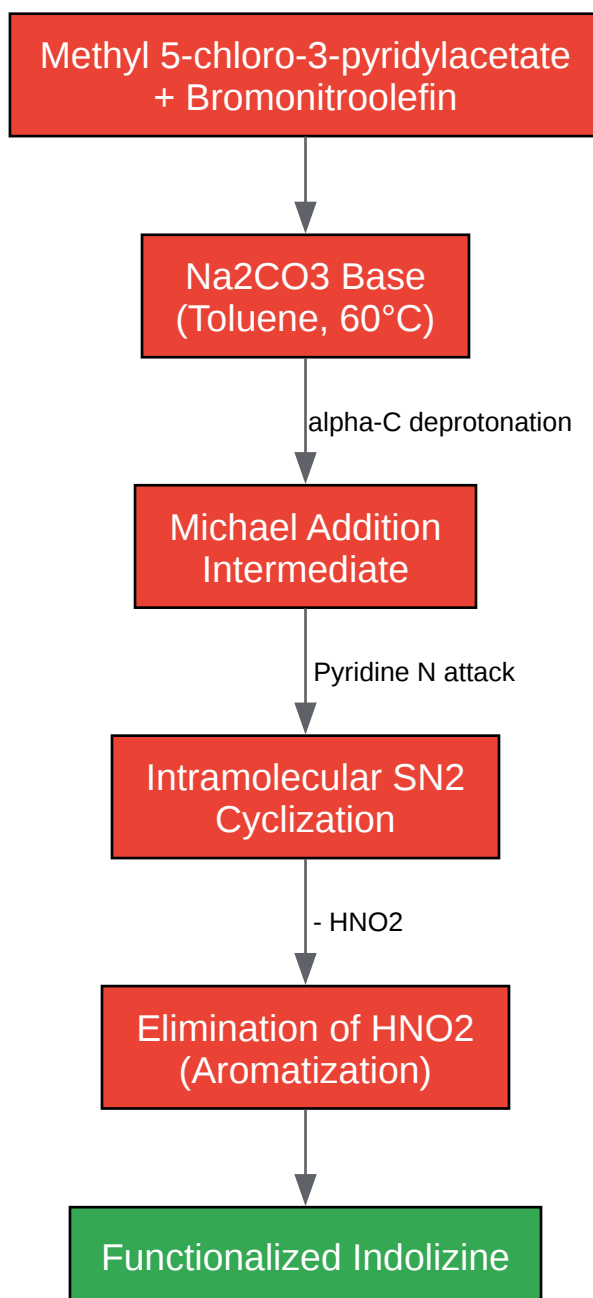 Methyl 5-chloro-3-pyridylacetate
+ Bromonitroolefin
Na2CO3 Base
(Toluene, 60°C)
alpha-C deprotonation
Michael Addition
Intermediate
Pyridine N attack
Intramolecular SN2
Cyclization
- HNO2
Elimination of HNO2
(Aromatization)
Functionalized Indolizine